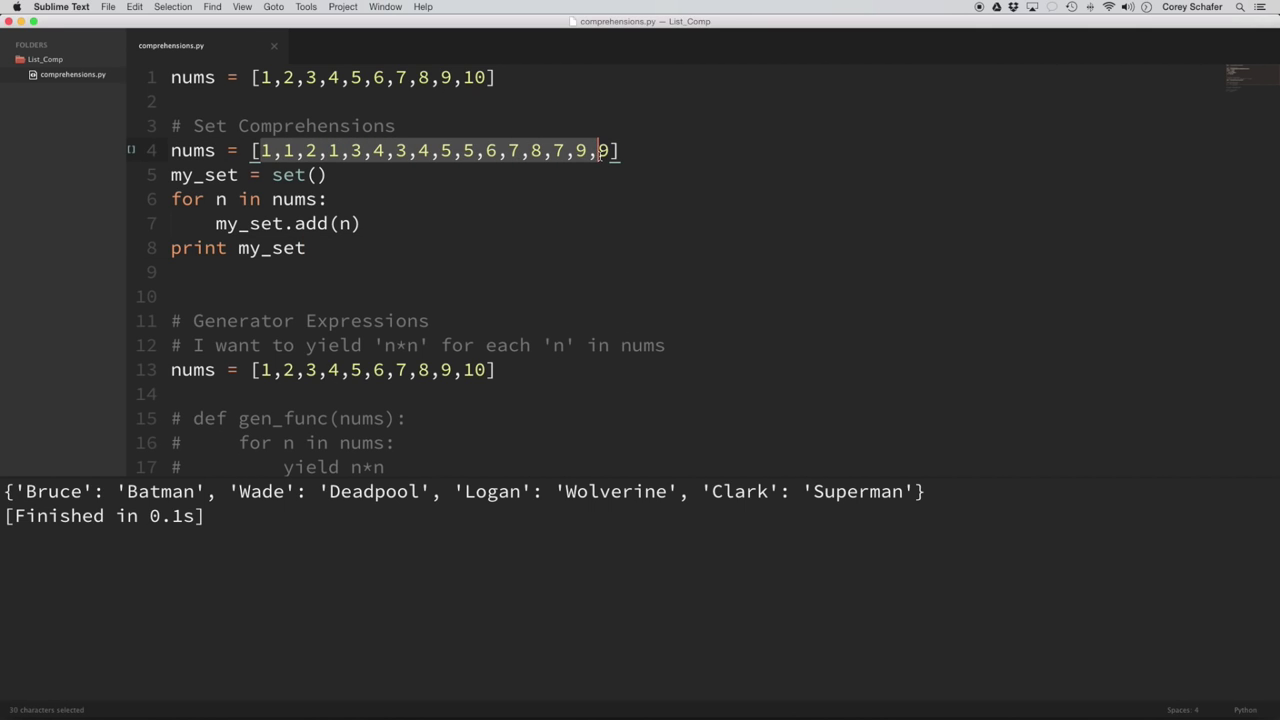 Sublime Text File Edit Selection Find View Goto Tools Project Window Help Corey Schafer
comprehensions.py — List_Comp
FOLDERS
List_Comp
comprehensions.py
comprehensions.py
1 nums = [1,2,3,4,5,6,7,8,9,10]
2
3 # Set Comprehensions
4 nums = [1,1,2,1,3,4,3,4,5,5,6,7,8,7,9,9]
5 my_set = set()
6 for n in nums:
7 my_set.add(n)
8 print my_set
9
10
11 # Generator Expressions
12 # I want to yield 'n*n' for each 'n' in nums
13 nums = [1,2,3,4,5,6,7,8,9,10]
14
15 # def gen_func(nums):
16 # for n in nums:
17 # yield n*n
{'Bruce': 'Batman', 'Wade': 'Deadpool', 'Logan': 'Wolverine', 'Clark': 'Superman'}
[Finished in 0.1s]
30 characters selected Spaces: 4 Python